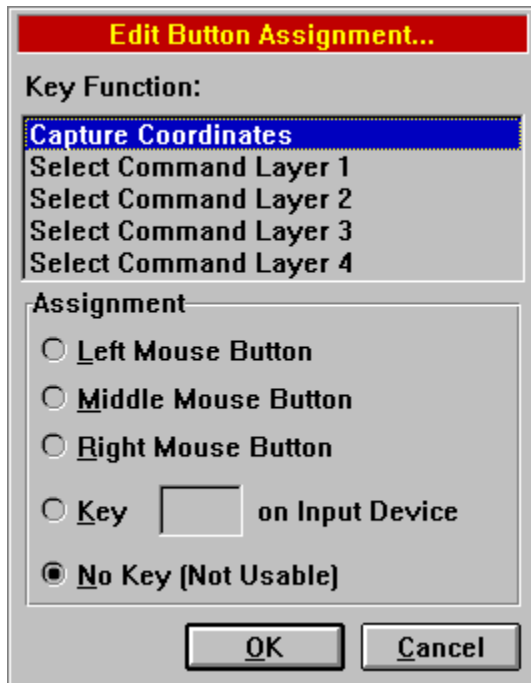 Edit Button Assignment...
Key Function:
Capture Coordinates
Select Command Layer 1
Select Command Layer 2
Select Command Layer 3
Select Command Layer 4
Assignment
Left Mouse Button
Middle Mouse Button
Right Mouse Button
Key on Input Device
No Key (Not Usable)
OK Cancel